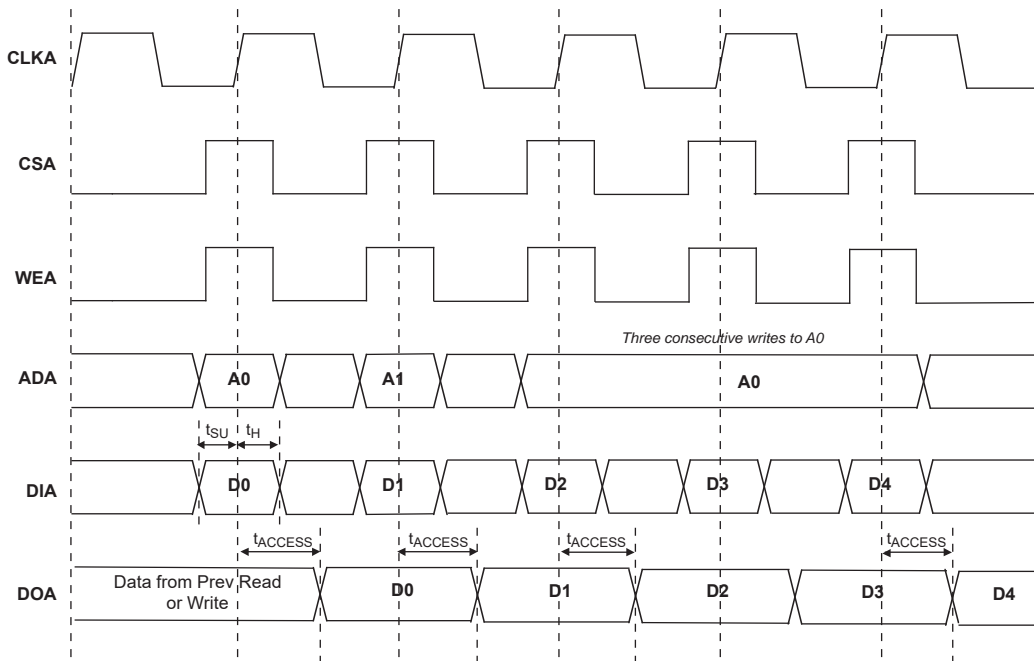 CLKA
CSA
WEA
Three consecutive writes to A0
ADA
A0
A1
A0
tSU
tH
DIA
D0
D1
D2
D3
D4
tACCESS
tACCESS
tACCESS
tACCESS
DOA
Data from Prev Read
or Write
D0
D1
D2
D3
D4